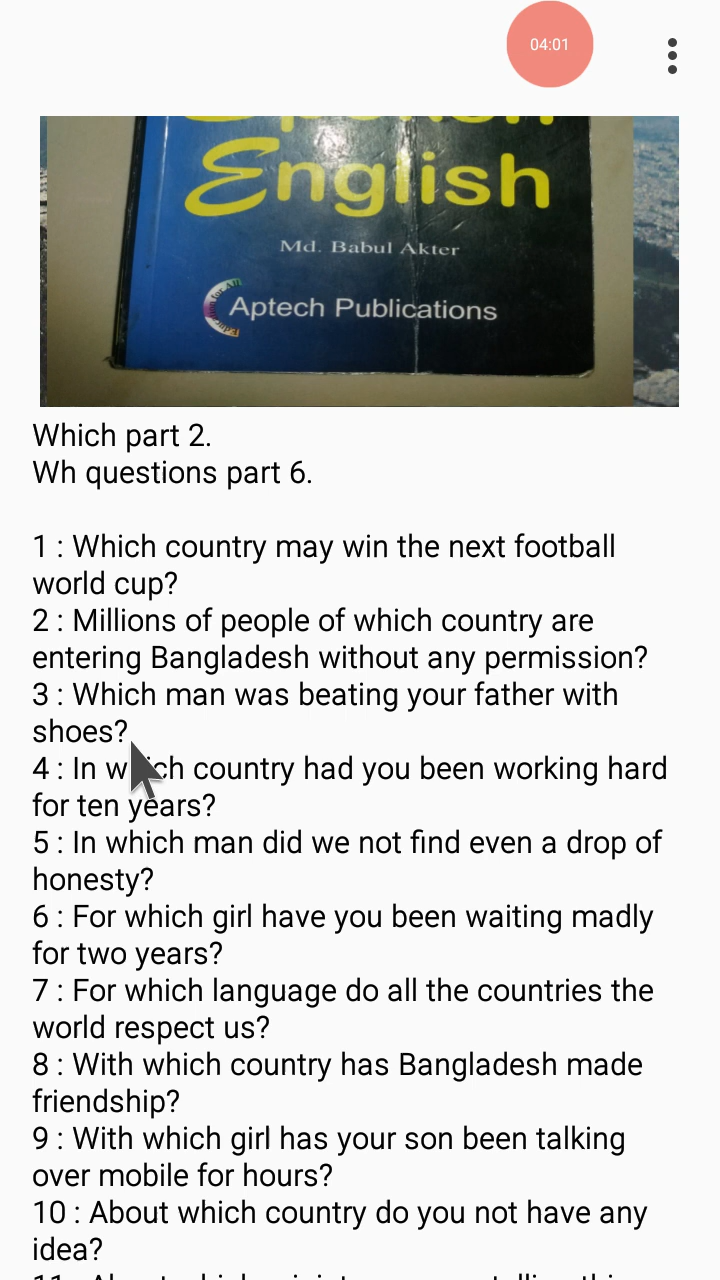 04:01
English
Md. Babul Akter
Education for All
Aptech Publications
Which part 2.
Wh questions part 6.
1 : Which country may win the next football
world cup?
2 : Millions of people of which country are
entering Bangladesh without any permission?
3 : Which man was beating your father with
shoes?
4 : In which country had you been working hard
for ten years?
5 : In which man did we not find even a drop of
honesty?
6 : For which girl have you been waiting madly
for two years?
7 : For which language do all the countries the
world respect us?
8 : With which country has Bangladesh made
friendship?
9 : With which girl has your son been talking
over mobile for hours?
10 : About which country do you not have any
idea?